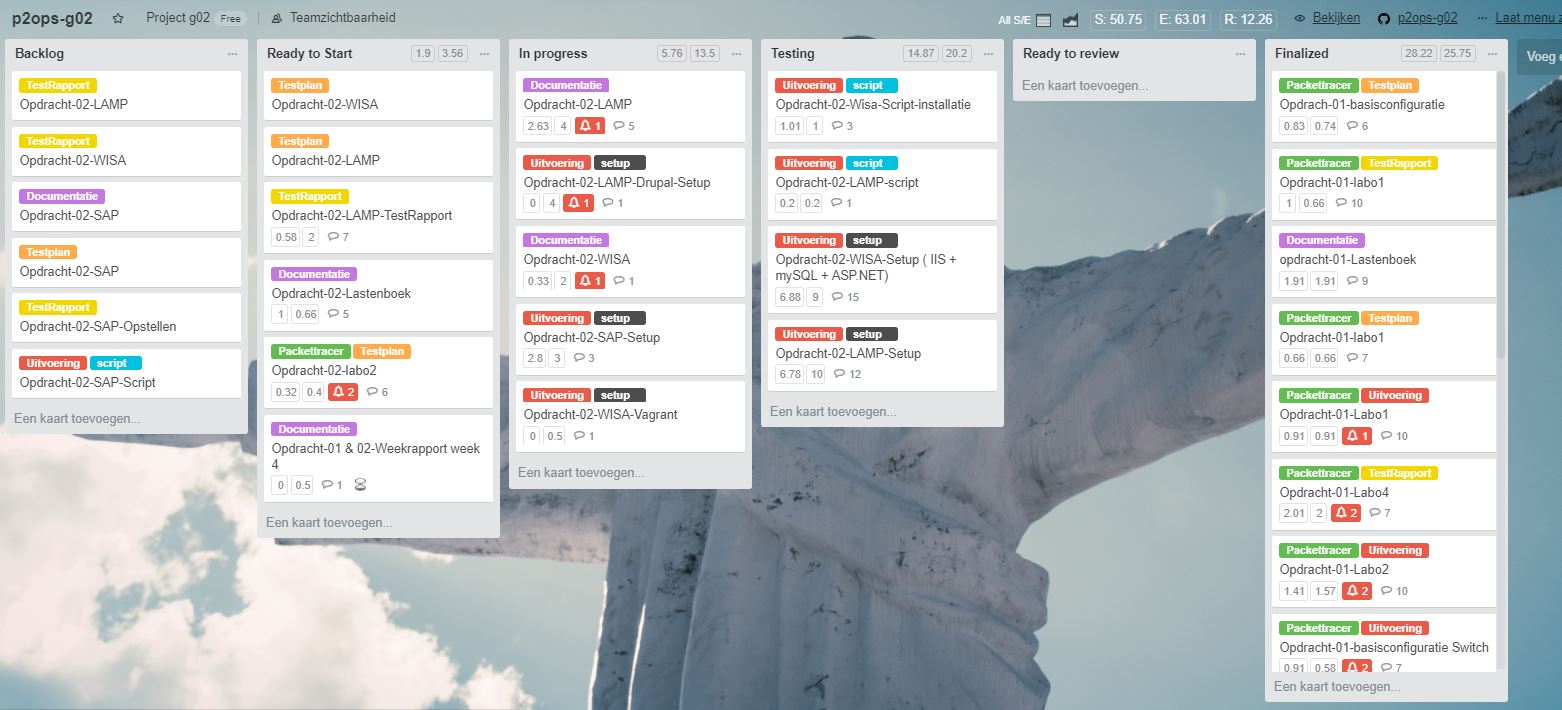 p2ops-g02 Project g02 Free Teamzichtbaarheid All S/E S: 50.75 E: 63.01 R: 12.26 Bekijken p2ops-g02 Laat menu z
Backlog
TestRapport
Opdracht-02-LAMP
TestRapport
Opdracht-02-WISA
Documentatie
Opdracht-02-SAP
Testplan
Opdracht-02-SAP
TestRapport
Opdracht-02-SAP-Opstellen
Uitvoering script
Opdracht-02-SAP-Script
Een kaart toevoegen...
Ready to Start 1.9 3.56
Testplan
Opdracht-02-WISA
Testplan
Opdracht-02-LAMP
TestRapport
Opdracht-02-LAMP-TestRapport
0.58 2 7
Documentatie
Opdracht-02-Lastenboek
1 0.66 5
Packettracer Testplan
Opdracht-02-labo2
0.32 0.4 2 6
Documentatie
Opdracht-01 & 02-Weekrapport week
4
0 0.5 1
Een kaart toevoegen...
In progress 5.76 13.5
Documentatie
Opdracht-02-LAMP
2.63 4 1 5
Uitvoering setup
Opdracht-02-LAMP-Drupal-Setup
0 4 1 1
Documentatie
Opdracht-02-WISA
0.33 2 1 1
Uitvoering setup
Opdracht-02-SAP-Setup
2.8 3 3
Uitvoering setup
Opdracht-02-WISA-Vagrant
0 0.5 1
Een kaart toevoegen...
Testing 14.87 20.2
Uitvoering script
Opdracht-02-Wisa-Script-installatie
1.01 1 3
Uitvoering script
Opdracht-02-LAMP-script
0.2 0.2 1
Uitvoering setup
Opdracht-02-WISA-Setup ( IIS +
mySQL + ASP.NET)
6.88 9 15
Uitvoering setup
Opdracht-02-LAMP-Setup
6.78 10 12
Een kaart toevoegen...
Ready to review
Een kaart toevoegen...
Finalized 28.22 25.75
Packettracer Testplan
Opdrach-01-basisconfiguratie
0.83 0.74 6
Packettracer TestRapport
Opdracht-01-labo1
1 0.66 10
Documentatie
opdracht-01-Lastenboek
1.91 1.91 9
Packettracer Testplan
Opdracht-01-labo1
0.66 0.66 7
Packettracer Uitvoering
Opdracht-01-Labo1
0.91 0.91 1 10
Packettracer TestRapport
Opdracht-01-Labo4
2.01 2 2 7
Packettracer Uitvoering
Opdracht-01-Labo2
1.41 1.57 2 10
Packettracer Uitvoering
Opdracht-01-basisconfiguratie Switch
0.91 0.58 2 7
Een kaart toevoegen...
Voeg e